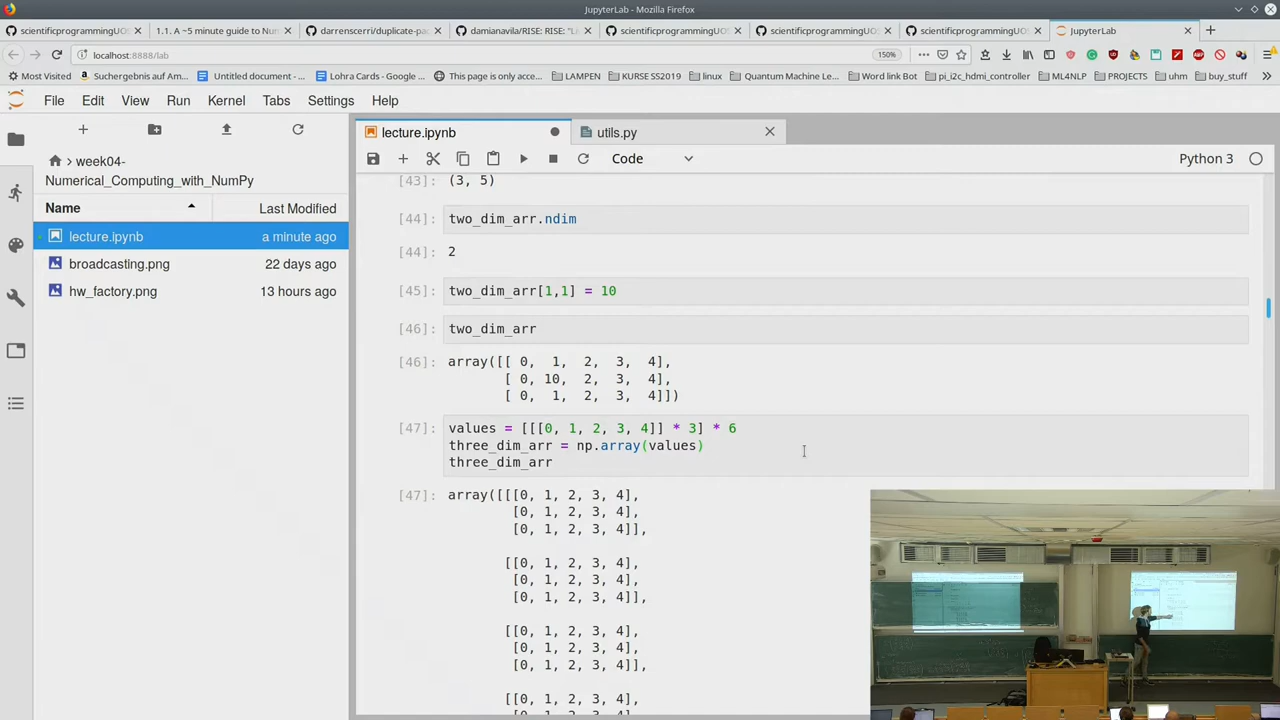 JupyterLab - Mozilla Firefox
scientificprogrammingUOS
1.1. A ~5 minute guide to Nu
darrenscerri/duplicate-pa
damianavila/RISE: RISE: "Li
scientificprogrammingUOS
scientificprogrammingUOS
scientificprogrammingUOS
JupyterLab
localhost:8888/lab
150%
Most Visited
Suchergebnis auf Am...
Untitled document - ...
Lohra Cards - Google ...
This page is only acce...
LAMPEN
KURSE SS2019
linux
Quantum Machine Le...
Word link Bot
pi_i2c_hdmi_controller
ML4NLP
PROJECTS
uhm
buy_stuff
File Edit View Run Kernel Tabs Settings Help
week04-
Numerical_Computing_with_NumPy
Name Last Modified
lecture.ipynb a minute ago
broadcasting.png 22 days ago
hw_factory.png 13 hours ago
lecture.ipynb
utils.py
Code
Python 3
[43]: (3, 5)
[44]: two_dim_arr.ndim
[44]: 2
[45]: two_dim_arr[1,1] = 10
[46]: two_dim_arr
[46]: array([[ 0, 1, 2, 3, 4],
[ 0, 10, 2, 3, 4],
[ 0, 1, 2, 3, 4]])
[47]: values = [[[0, 1, 2, 3, 4]] * 3] * 6
three_dim_arr = np.array(values)
three_dim_arr
[47]: array([[[0, 1, 2, 3, 4],
[0, 1, 2, 3, 4],
[0, 1, 2, 3, 4]],
[[0, 1, 2, 3, 4],
[0, 1, 2, 3, 4],
[0, 1, 2, 3, 4]],
[[0, 1, 2, 3, 4],
[0, 1, 2, 3, 4],
[0, 1, 2, 3, 4]],
[[0, 1, 2, 3, 4],